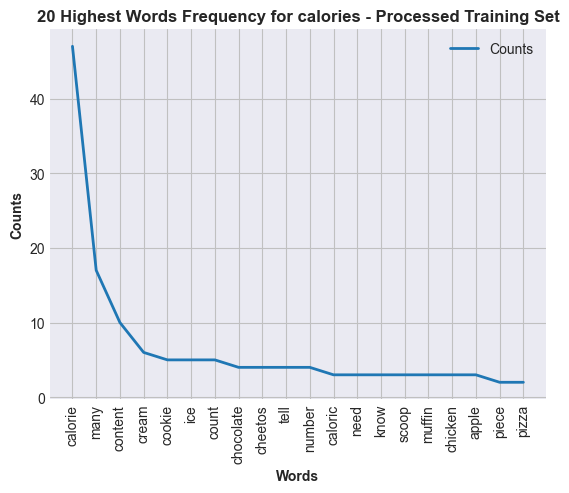 20 Highest Words Frequency for calories - Processed Training Set
Counts
Counts
40
30
20
10
0
calorie
many
content
cream
cookie
ice
count
chocolate
cheetos
tell
number
caloric
need
know
scoop
muffin
chicken
apple
piece
pizza
Words